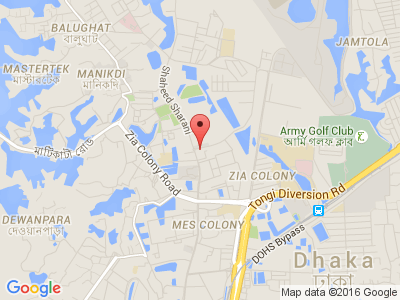 BALUGHAT
বালুঘাট
JAMTOLA
MASTERTEK
মাস্টারটেক
MANIKDI
মানিকদি
Shaheed Sharani
মাটিকাটা রোড
Zia Colony Road
Army Golf Club
আর্মি গলফ ক্লাব
ZIA COLONY
Tongi Diversion Rd
DEWANPARA
দেওয়ানপাড়া
MES COLONY
DOHS Bypass
Dhaka
ঢাকা
Google
Map data ©2016 Google